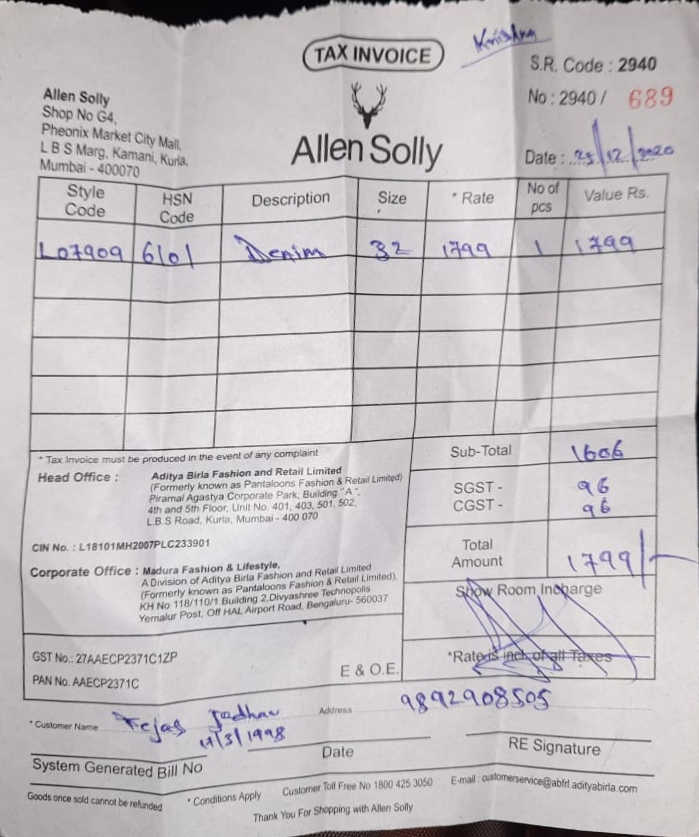 Krishna
TAX INVOICE
S.R. Code : 2940
No : 2940 / 689
Date : 25/12/2020
Allen Solly
Shop No G4,
Pheonix Market City Mall,
L B S Marg, Kamani, Kurla,
Mumbai - 400070
Allen Solly
Style Code HSN Code Description Size * Rate No of pcs Value Rs.
L07909 6101 Denim 32 1799 1 1799
* Tax Invoice must be produced in the event of any complaint
Sub-Total 1606
Head Office : Aditya Birla Fashion and Retail Limited
(Formerly known as Pantaloons Fashion & Retail Limited)
Piramal Agastya Corporate Park, Building "A",
4th and 5th Floor, Unit No. 401, 403, 501, 502,
L.B.S Road, Kurla, Mumbai - 400 070
SGST - 96
CGST - 96
CIN No. : L18101MH2007PLC233901
Total Amount 1799/-
Corporate Office : Madura Fashion & Lifestyle,
A Division of Aditya Birla Fashion and Retail Limited
(Formerly known as Pantaloons Fashion & Retail Limited),
KH No 118/110/1 Building 2,Divyashree Technopolis
Yemalur Post, Off HAL Airport Road, Bengaluru- 560037
Show Room Incharge
*Rate is incl. of all Taxes
GST No.: 27AAECP2371C1ZP
PAN No. AAECP2371C
E & O.E.
* Customer Name Tejas Jadhav Address 9892908505
11/3/1998
System Generated Bill No Date RE Signature
Goods once sold cannot be refunded * Conditions Apply Customer Toll Free No 1800 425 3050 E-mail : customerservice@abfrl.adityabirla.com
Thank You For Shopping with Allen Solly